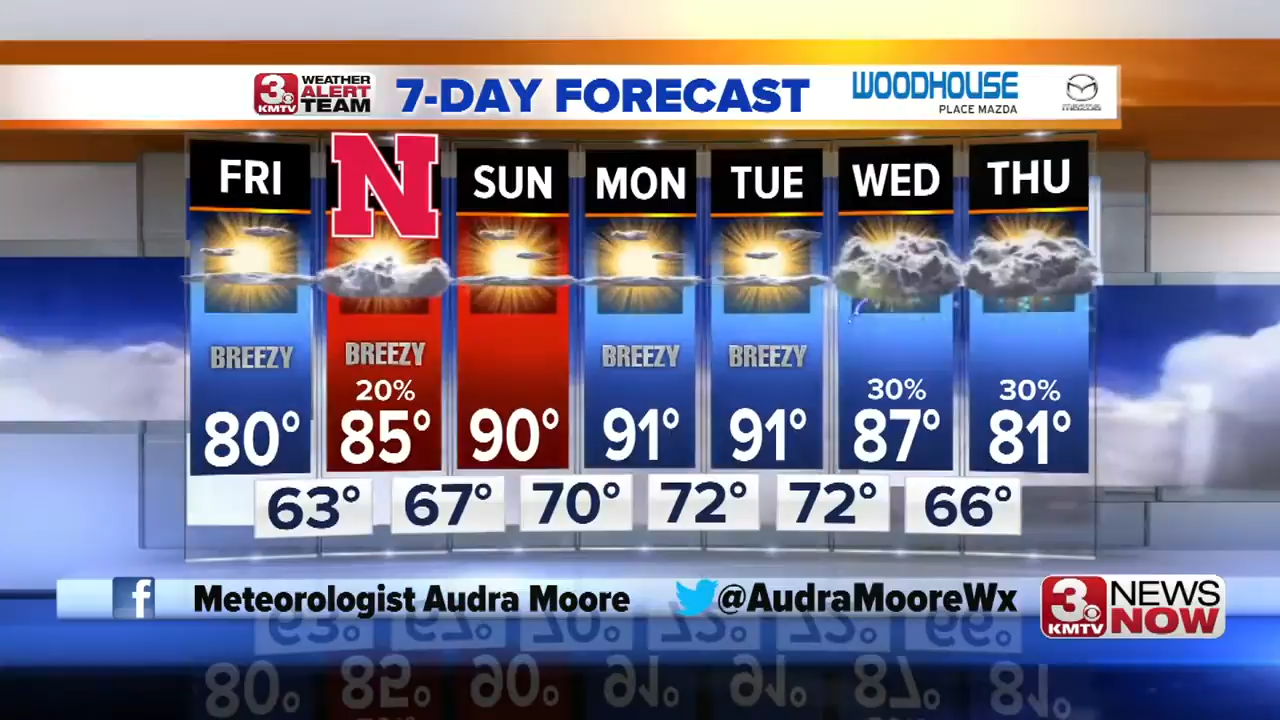 3 KMTV WEATHER ALERT TEAM 7-DAY FORECAST WOODHOUSE PLACE MAZDA mazda
FRI N SUN MON TUE WED THU
BREEZY BREEZY BREEZY BREEZY
20% 30% 30%
80° 85° 90° 91° 91° 87° 81°
63° 67° 70° 72° 72° 66°
f Meteorologist Audra Moore @AudraMooreWx 3 KMTV NEWS NOW